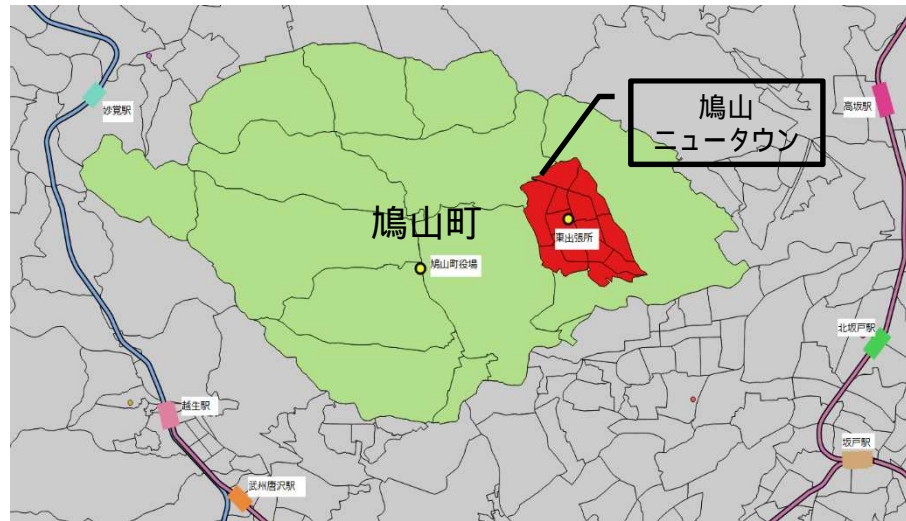 妙覚駅
鳩山
ニュータウン
高坂駅
鳩山町
東出張所
鳩山町役場
北坂戸駅
越生駅
坂戸駅
武州唐沢駅